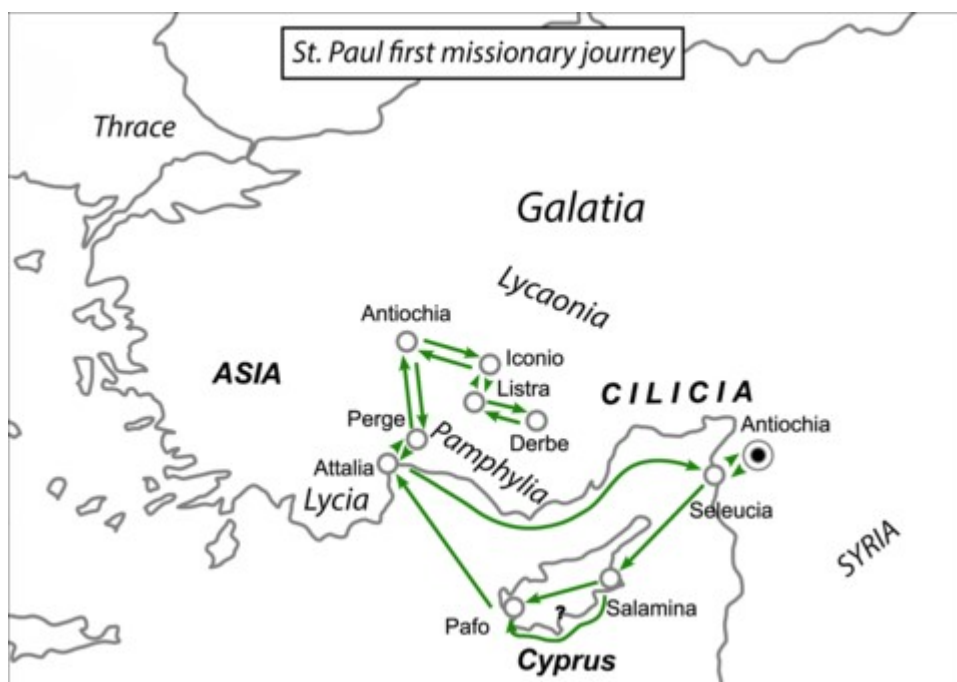 St. Paul first missionary journey
Thrace
Galatia
Lycaonia
Antiochia
Iconio
ASIA
Listra
CILICIA
Perge
Derbe
Antiochia
Pamphylia
Attalia
Lycia
Seleucia
SYRIA
Salamina
?
Pafo
Cyprus